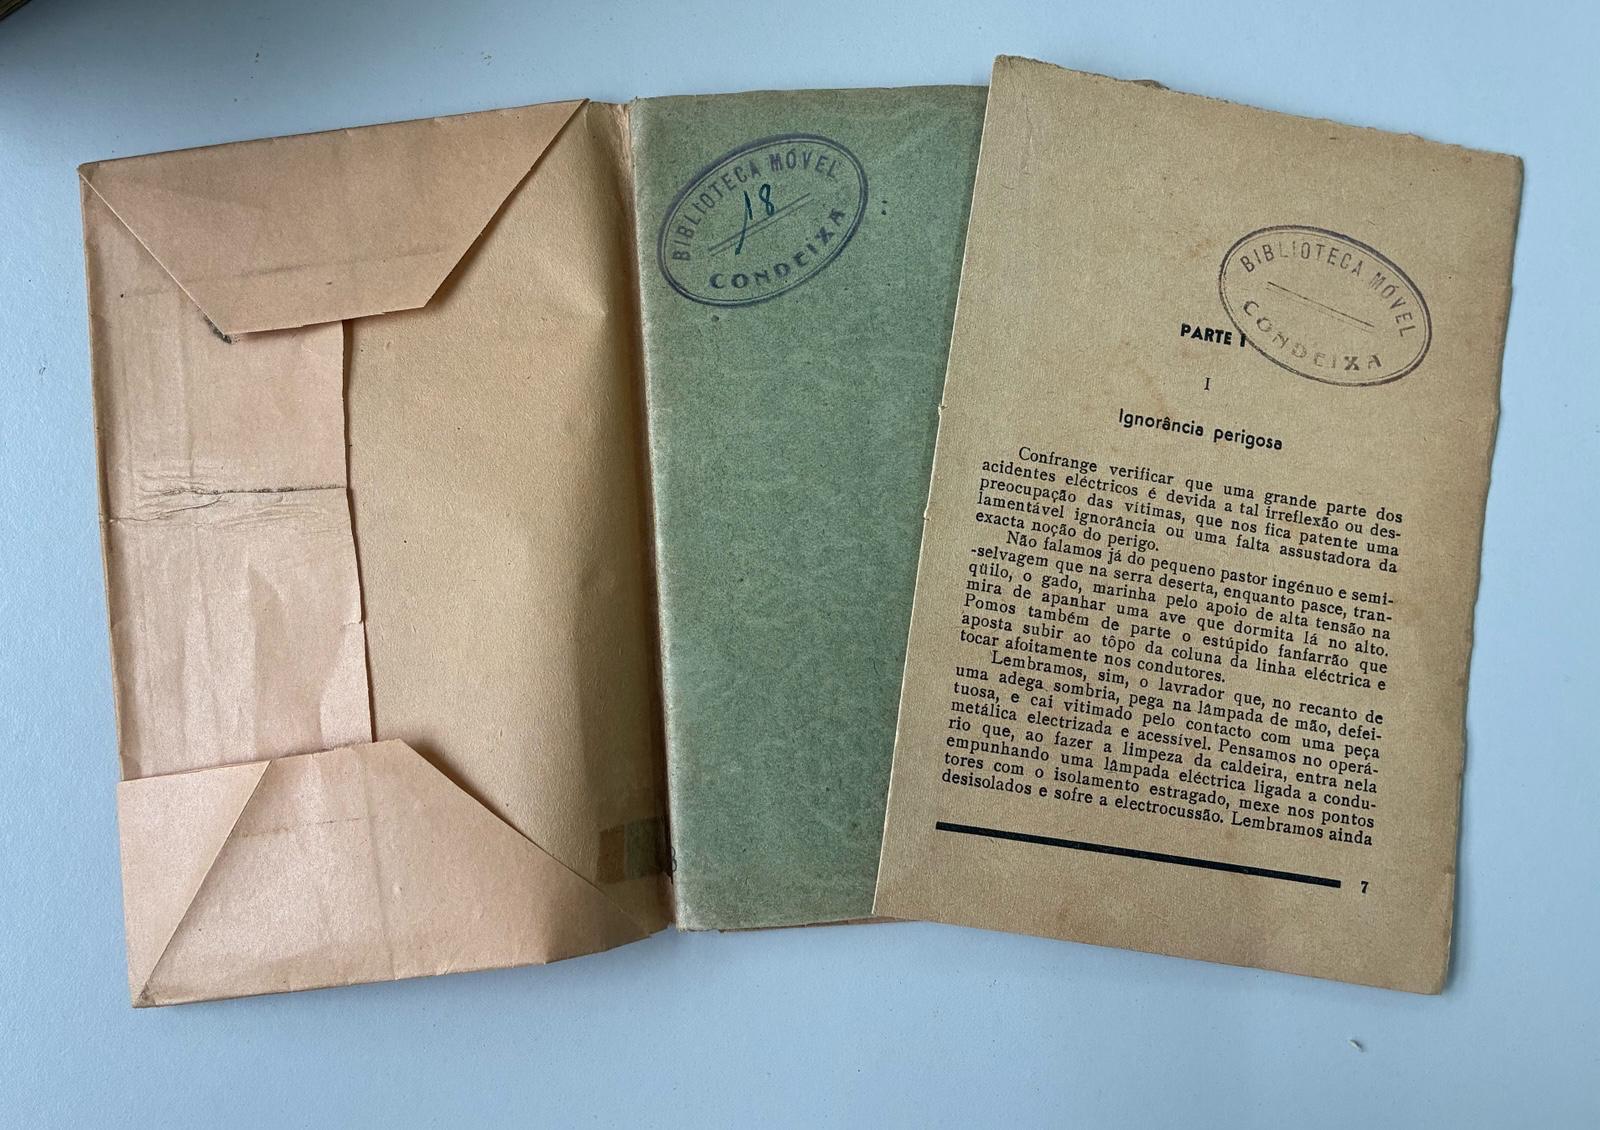 BIBLIOTECA MÓVEL
18
CONDEIXA
BIBLIOTECA MÓVEL
CONDEIXA
PARTE I
I
Ignorância perigosa
Confrange verificar que uma grande parte dos
acidentes eléctricos é devida a tal irreflexão ou des-
preocupação das vítimas, que nos fica patente uma
lamentável ignorância ou uma falta assustadora da
exacta noção do perigo.
Não falamos já do pequeno pastor ingénuo e semi-
-selvagem que na serra deserta, enquanto pasce, tran-
qüilo, o gado, marinha pelo apoio de alta tensão na
mira de apanhar uma ave que dormita lá no alto.
Pomos também de parte o estúpido fanfarrão que
aposta subir ao tôpo da coluna da linha eléctrica e
tocar afoitamente nos condutores.
Lembramos, sim, o lavrador que, no recanto de
uma adega sombria, pega na lâmpada de mão, defei-
tuosa, e cai vitimado pelo contacto com uma peça
metálica electrizada e acessível. Pensamos no operá-
rio que, ao fazer a limpeza da caldeira, entra nela
empunhando uma lâmpada eléctrica ligada a condu-
tores com o isolamento estragado, mexe nos pontos
desisolados e sofre a electrocussão. Lembramos ainda
7